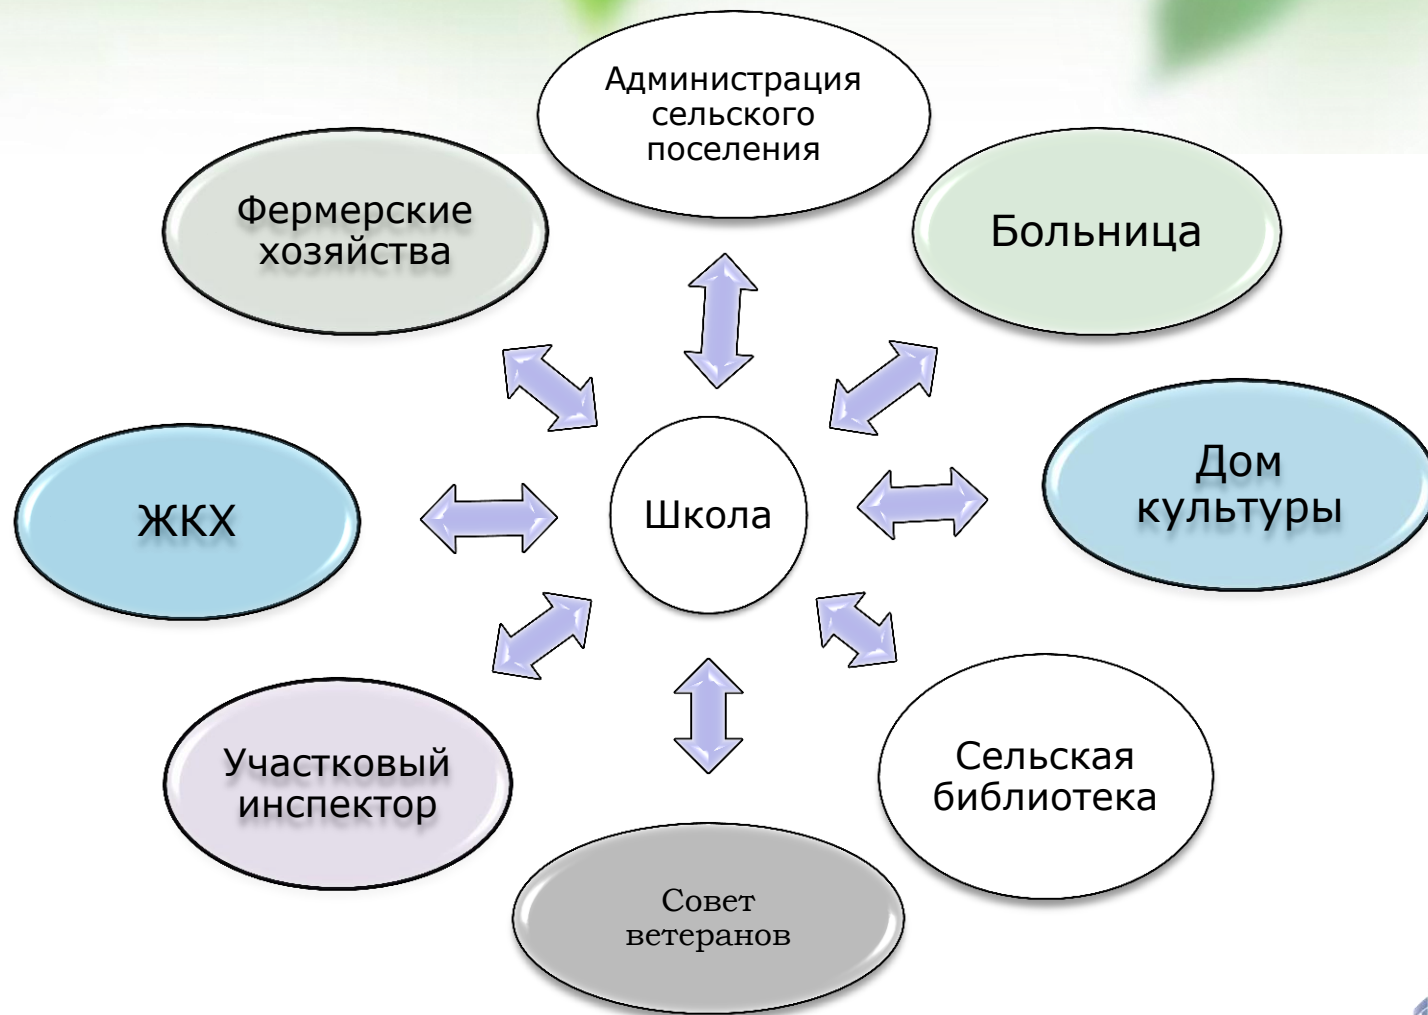 Администрация
сельского
поселения
Фермерские
хозяйства
Больница
Дом
культуры
ЖКХ
Школа
Участковый
инспектор
Сельская
библиотека
Совет
ветеранов